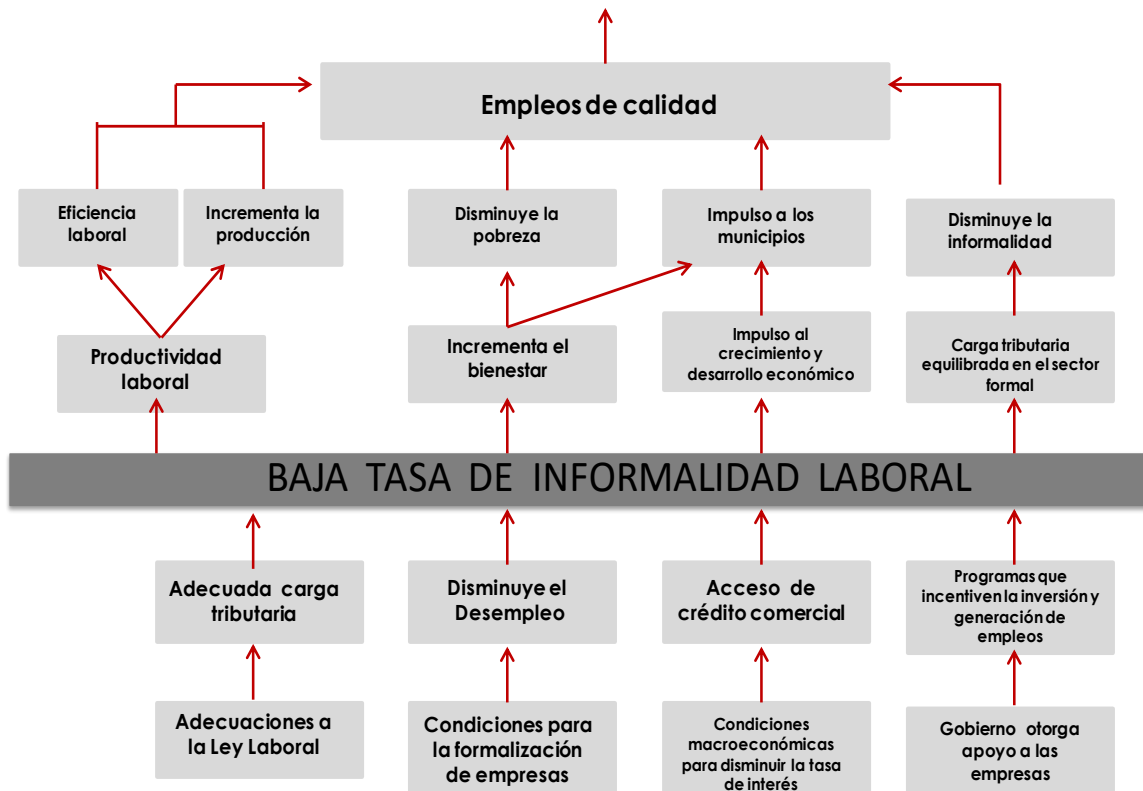 Empleos de calidad
Eficiencia
laboral
Incrementa la
producción
Disminuye la
pobreza
Impulso a los
municipios
Disminuye la
informalidad
Productividad
laboral
Incrementa el
bienestar
Impulso al
crecimiento y
desarrollo económico
Carga tributaria
equilibrada en el sector
formal
BAJA TASA DE INFORMALIDAD LABORAL
Adecuada carga
tributaria
Disminuye el
Desempleo
Acceso de
crédito comercial
Programas que
incentiven la inversión y
generación de
empleos
Adecuaciones a
la Ley Laboral
Condiciones para
la formalización
de empresas
Condiciones
macroeconómicas
para disminuir la tasa
de interés
Gobierno otorga
apoyo a las
empresas